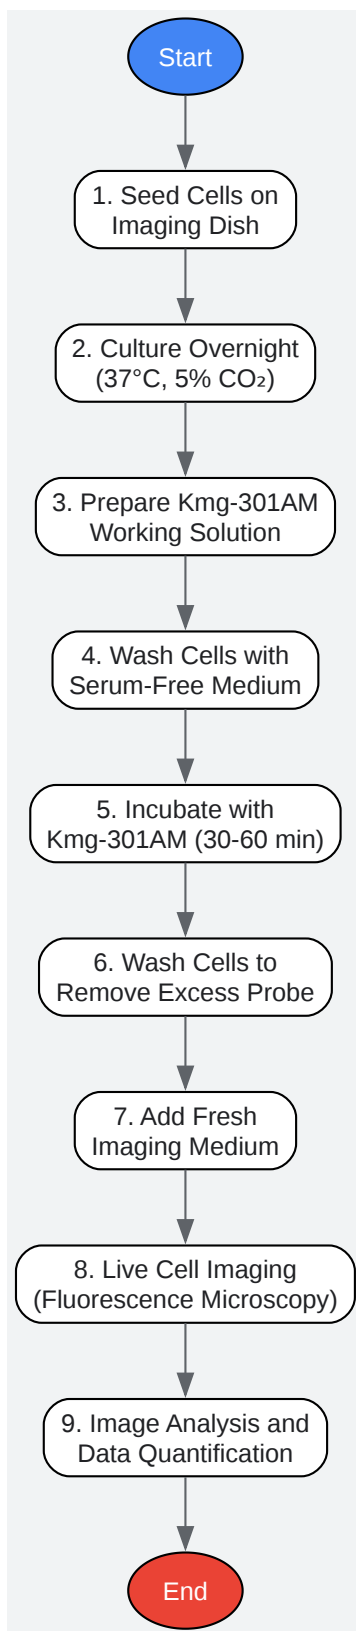 Start
1. Seed Cells on
Imaging Dish
2. Culture Overnight
(37°C, 5% CO₂)
3. Prepare Kmg-301AM
Working Solution
4. Wash Cells with
Serum-Free Medium
5. Incubate with
Kmg-301AM (30-60 min)
6. Wash Cells to
Remove Excess Probe
7. Add Fresh
Imaging Medium
8. Live Cell Imaging
(Fluorescence Microscopy)
9. Image Analysis and
Data Quantification
End